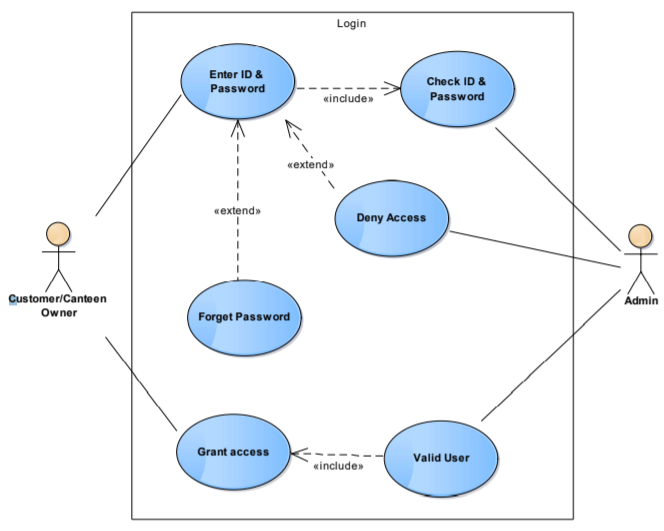 Login
Enter ID &
Password
Check ID &
Password
«include»
«extend»
Deny Access
«extend»
Customer/Canteen
Owner
Admin
Forget Password
Grant access
Valid User
«include»